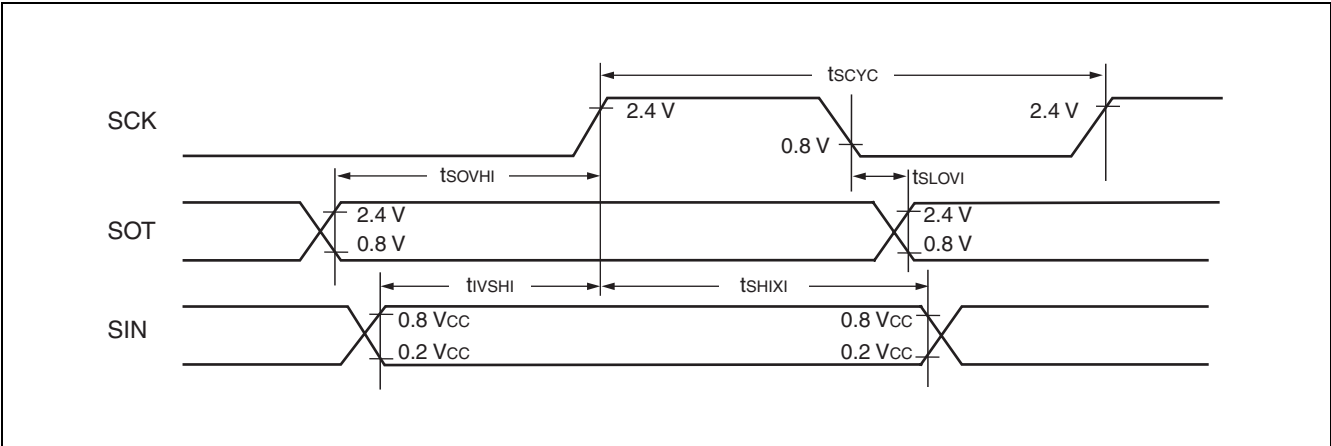 tSCYC
SCK
2.4 V
2.4 V
0.8 V
tSOVHI
tSLOVI
SOT
2.4 V
2.4 V
0.8 V
0.8 V
tIVSHI
tSHIXI
SIN
0.8 VCC
0.8 VCC
0.2 VCC
0.2 VCC